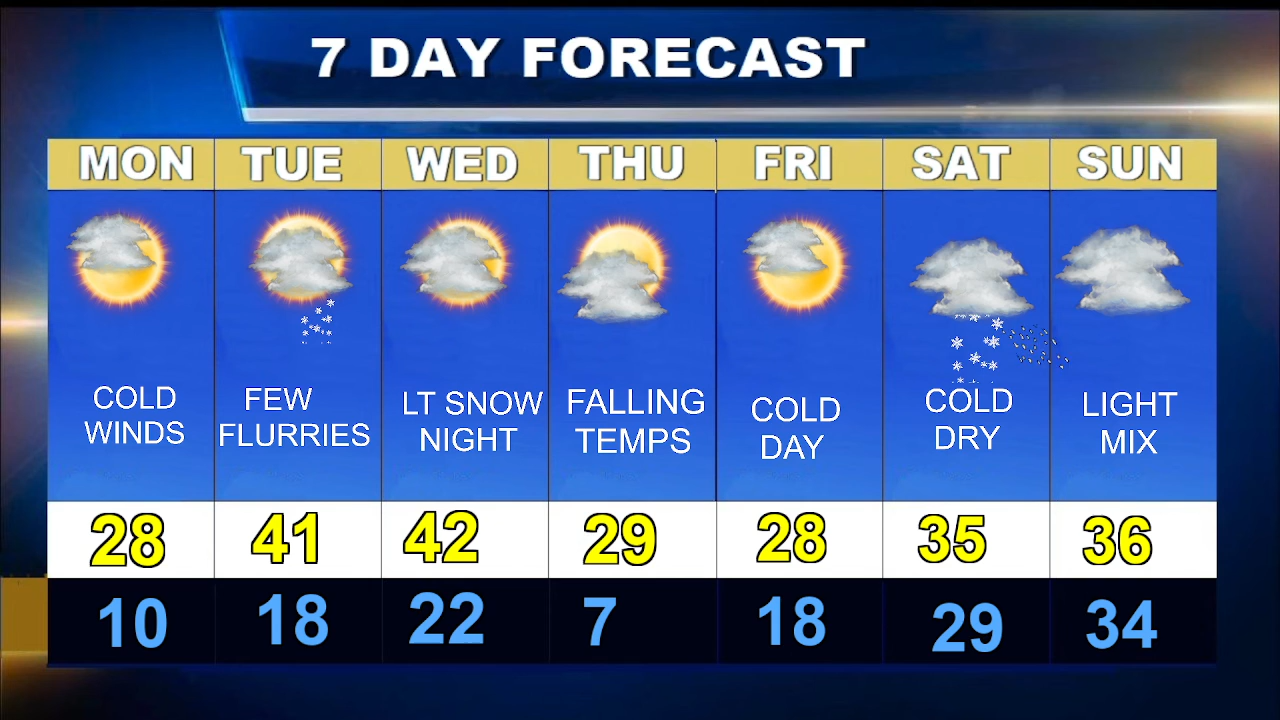 7 DAY FORECAST
MON TUE WED THU FRI SAT SUN
COLD
WINDS
FEW
FLURRIES
LT SNOW
NIGHT
FALLING
TEMPS
COLD
DAY
COLD
DRY
LIGHT
MIX
28 41 42 29 28 35 36
10 18 22 7 18 29 34